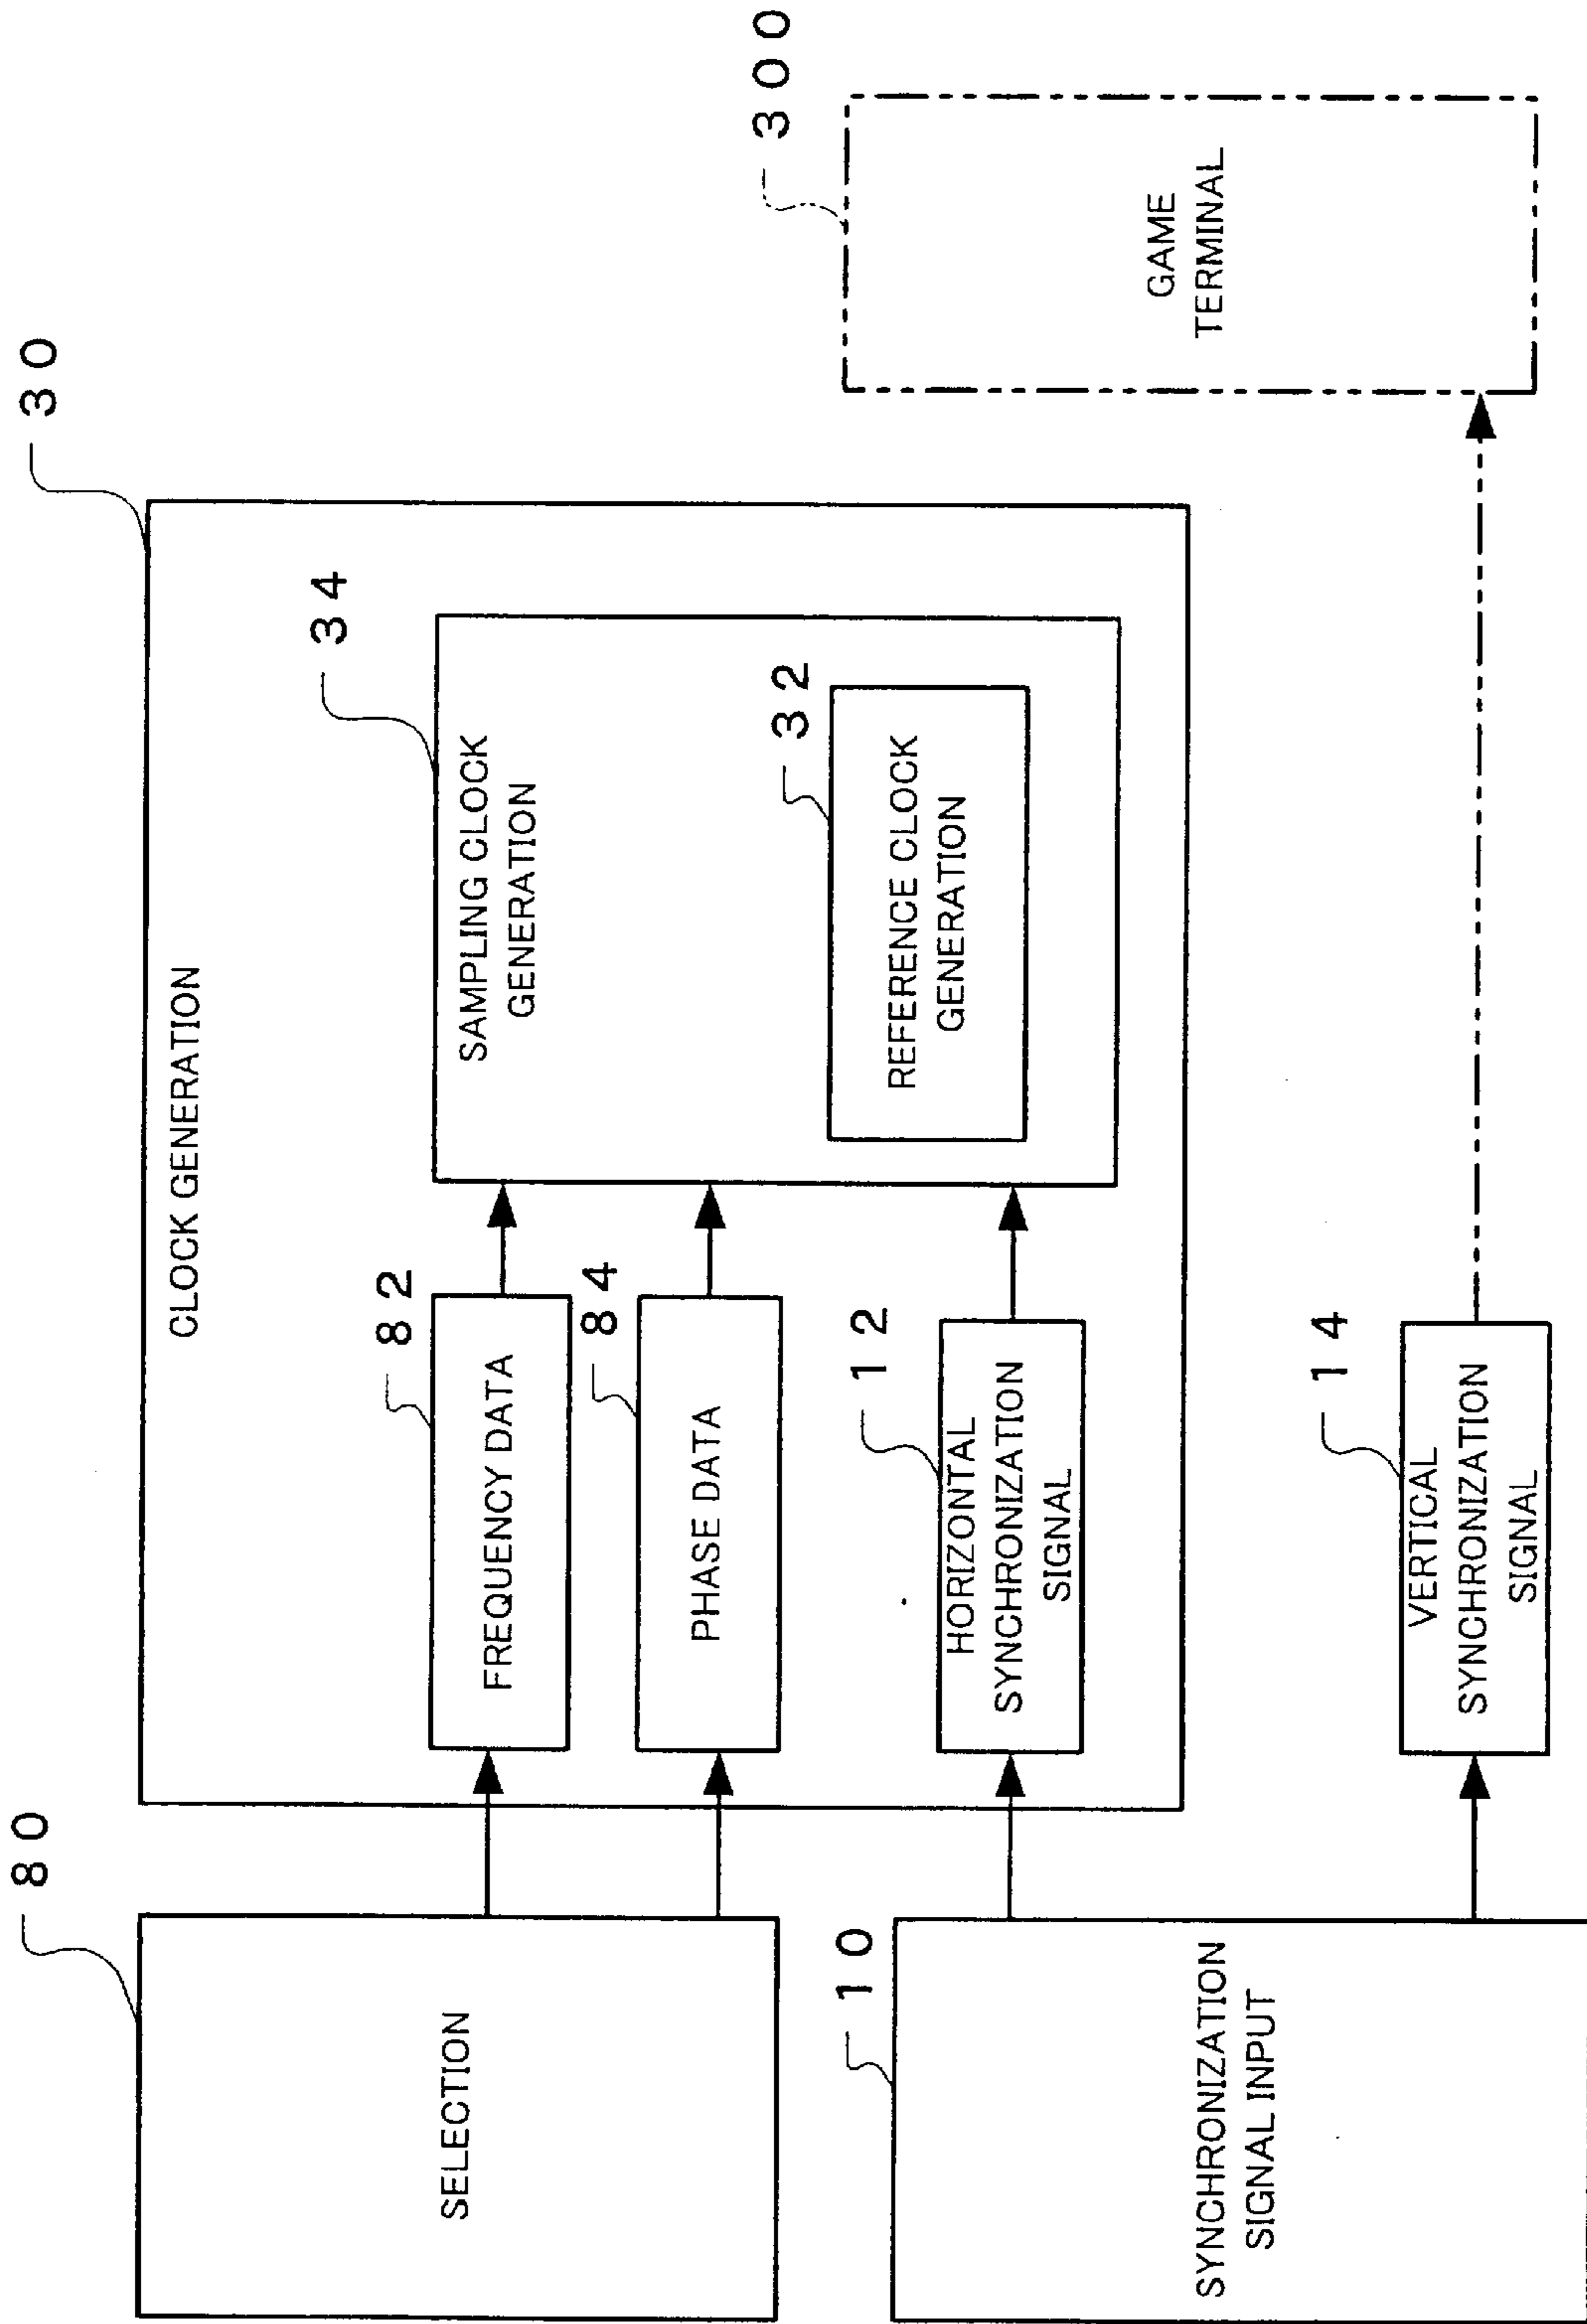 80
SELECTION
10
SYNCHRONIZATION
SIGNAL INPUT
30
CLOCK GENERATION
82
FREQUENCY DATA
84
PHASE DATA
12
HORIZONTAL
SYNCHRONIZATION
SIGNAL
34
SAMPLING CLOCK
GENERATION
32
REFERENCE CLOCK
GENERATION
14
VERTICAL
SYNCHRONIZATION
SIGNAL
300
GAME
TERMINAL